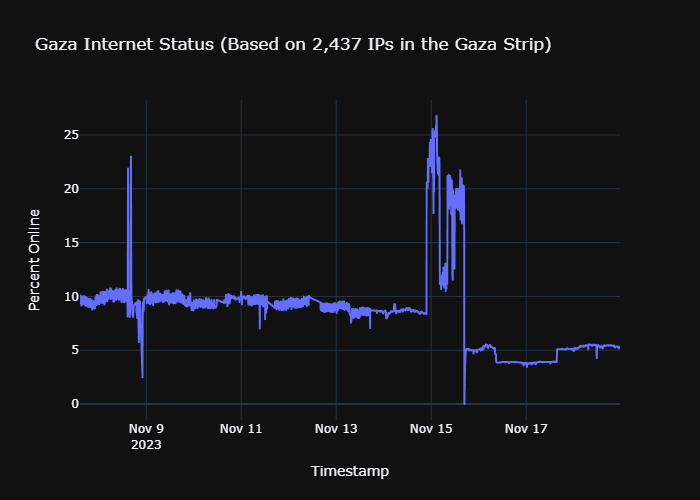 Gaza Internet Status (Based on 2,437 IPs in the Gaza Strip)
25
20
15
10
5
0
Percent Online
Nov 9
2023
Nov 11
Nov 13
Nov 15
Nov 17
Timestamp